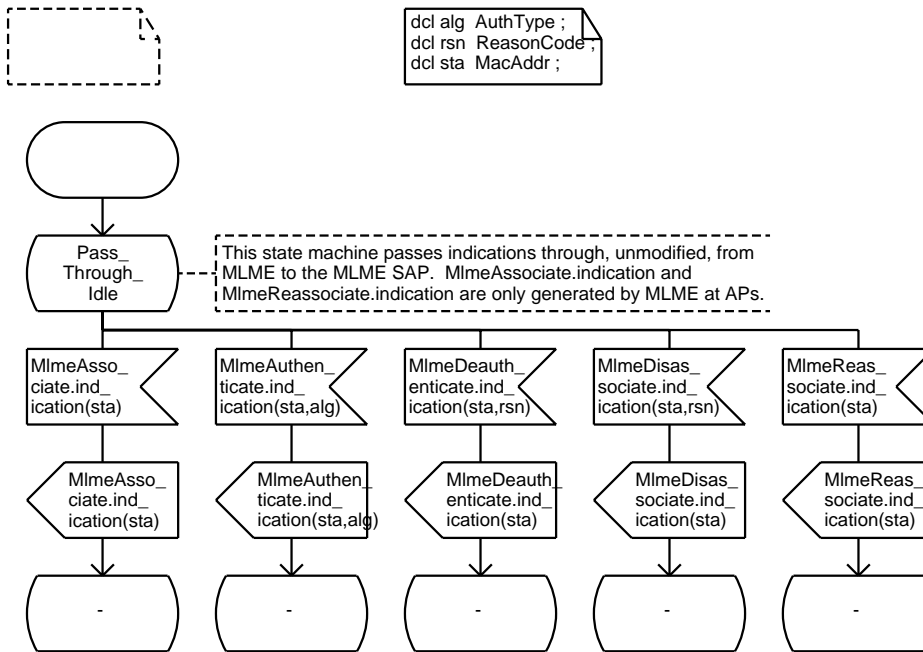 dcl alg AuthType ;
dcl rsn ReasonCode ;
dcl sta MacAddr ;
Pass_
Through_
Idle
This state machine passes indications through, unmodified, from
MLME to the MLME SAP. MlmeAssociate.indication and
MlmeReassociate.indication are only generated by MLME at APs.
MlmeAsso_
ciate.ind_
ication(sta)
MlmeAuthen_
ticate.ind_
ication(sta,alg)
MlmeDeauth_
enticate.ind_
ication(sta,rsn)
MlmeDisas_
sociate.ind_
ication(sta,rsn)
MlmeReas_
sociate.ind_
ication(sta)
MlmeAsso_
ciate.ind_
ication(sta)
MlmeAuthen_
ticate.ind_
ication(sta,alg)
MlmeDeauth_
enticate.ind_
ication(sta)
MlmeDisas_
sociate.ind_
ication(sta)
MlmeReas_
sociate.ind_
ication(sta)
-
-
-
-
-